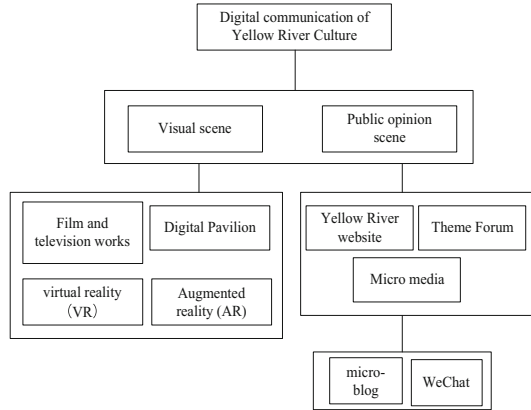 Digital communication of
Yellow River Culture
Visual scene
Public opinion
scene
Film and
television works
Digital Pavilion
virtual reality
(VR)
Augmented
reality (AR)
Yellow River
website
Theme Forum
Micro media
micro-
blog
WeChat